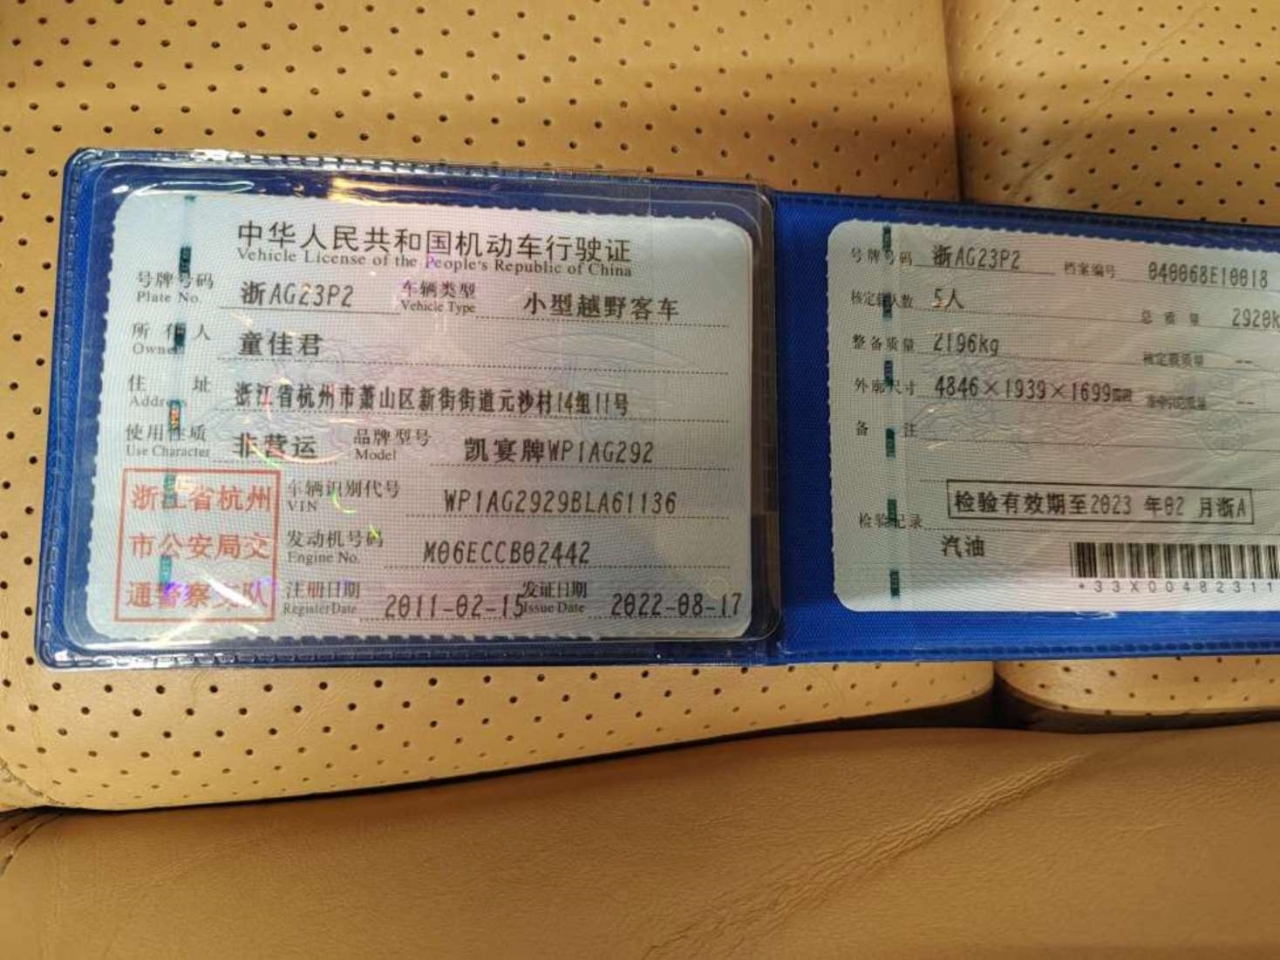 中华人民共和国机动车行驶证
Vehicle License of the People's Republic of China
号牌号码 浙AG23P2 车辆类型 小型越野客车
Plate No. Vehicle Type
所有人 童佳君
Owner
住址 浙江省杭州市萧山区新街街道元沙村14组11号
Address
使用性质 非营运 品牌型号 凯宴牌WP1AG292
Use Character Model
浙江省杭州
市公安局交
通警察支队
车辆识别代号 WP1AG2929BLA61136
VIN
发动机号码 M06ECCB02442
Engine No.
注册日期 2011-02-15 发证日期 2022-08-17
Register Date Issue Date
号牌号码 浙AG23P2 档案编号 040068E10018
核定载人数 5人 总质量 2920k
整备质量 2196kg 核定载质量 --
外廓尺寸 4846×1939×1699mm --
备注
检验记录 检验有效期至2023年02月浙A
汽油
*33X00482311